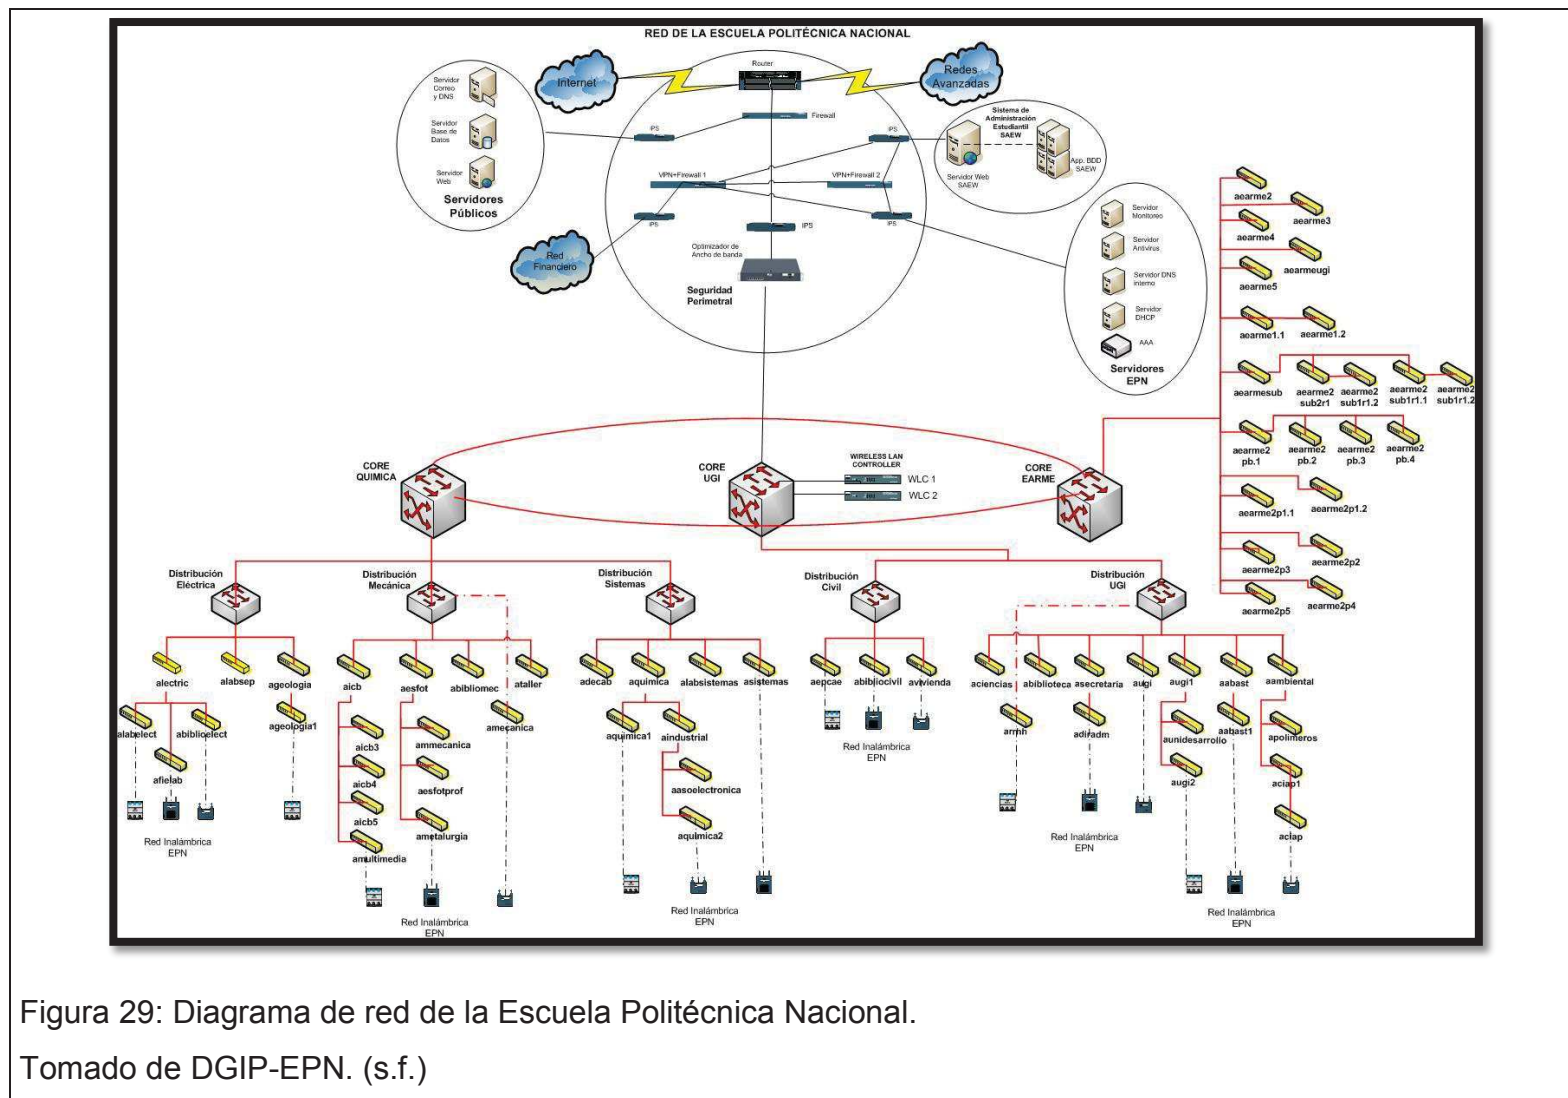 RED DE LA ESCUELA POLITÉCNICA NACIONAL
Router
Internet
Redes
Avanzadas
Servidor
Correo
y DNS
Servidor
Base de
Datos
Servidor
Web
Servidores
Públicos
IPS
Firewall
IPS
Sistema de
Administración
Estudiantil
SAEW
Servidor Web
SAEW
App. BDD
SAEW
VPN+Firewall 1
VPN+Firewall 2
IPS
IPS
IPS
Red
Financiero
Optimizador de
Ancho de banda
Seguridad
Perimetral
Servidor
Monitoreo
Servidor
Antivirus
Servidor DNS
interno
Servidor
DHCP
AAA
Servidores
EPN
aearme2
aearme3
aearme4
aearmeugi
aearme5
aearme1.1
aearme1.2
aearmesub
aearme2
sub2r1
aearme2
sub1r1.2
aearme2
sub1r1.1
aearme2
sub1r1.2
aearme2
pb.1
aearme2
pb.2
aearme2
pb.3
aearme2
pb.4
aearme2p1.1
aearme2p1.2
aearme2p3
aearme2p2
aearme2p5
aearme2p4
CORE
QUIMICA
CORE
UGI
WIRELESS LAN
CONTROLLER
WLC 1
WLC 2
CORE
EARME
Distribución
Eléctrica
Distribución
Mecánica
Distribución
Sistemas
Distribución
Civil
Distribución
UGI
alectric
alabsep
ageologia
aicb
aesfot
abibliomec
ataller
adecab
aquimica
alabsistemas
asistemas
aepcae
abibliocivil
avivienda
aciencias
abiblioteca
asecretaría
augi
augi1
aabast
aambiental
alabelect
abiblioelect
afielab
ageologia1
aicb3
aicb4
aicb5
amultimedia
ammecanica
aesfotprof
ametalurgia
amecanica
aquimica1
aindustrial
aasoelectronica
aquimica2
arrhh
adiradm
aunidesarrollo
augi2
aabast1
apolimeros
aciap1
aciap
Red Inalámbrica
EPN
Red Inalámbrica
EPN
Red Inalámbrica
EPN
Red Inalámbrica
EPN
Red Inalámbrica
EPN
Red Inalámbrica
EPN
Figura 29: Diagrama de red de la Escuela Politécnica Nacional.
Tomado de DGIP-EPN. (s.f.)